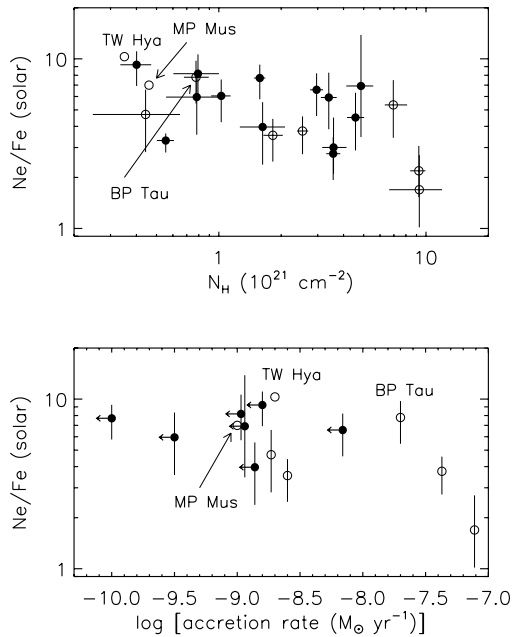 MP Mus
TW Hya
10
Ne/Fe (solar)
BP Tau
1
1 10
N_H (10^21 cm^−2)
TW Hya
BP Tau
10
Ne/Fe (solar)
MP Mus
1
−10.0 −9.5 −9.0 −8.5 −8.0 −7.5 −7.0
log [accretion rate (M_⊙ yr^−1)]